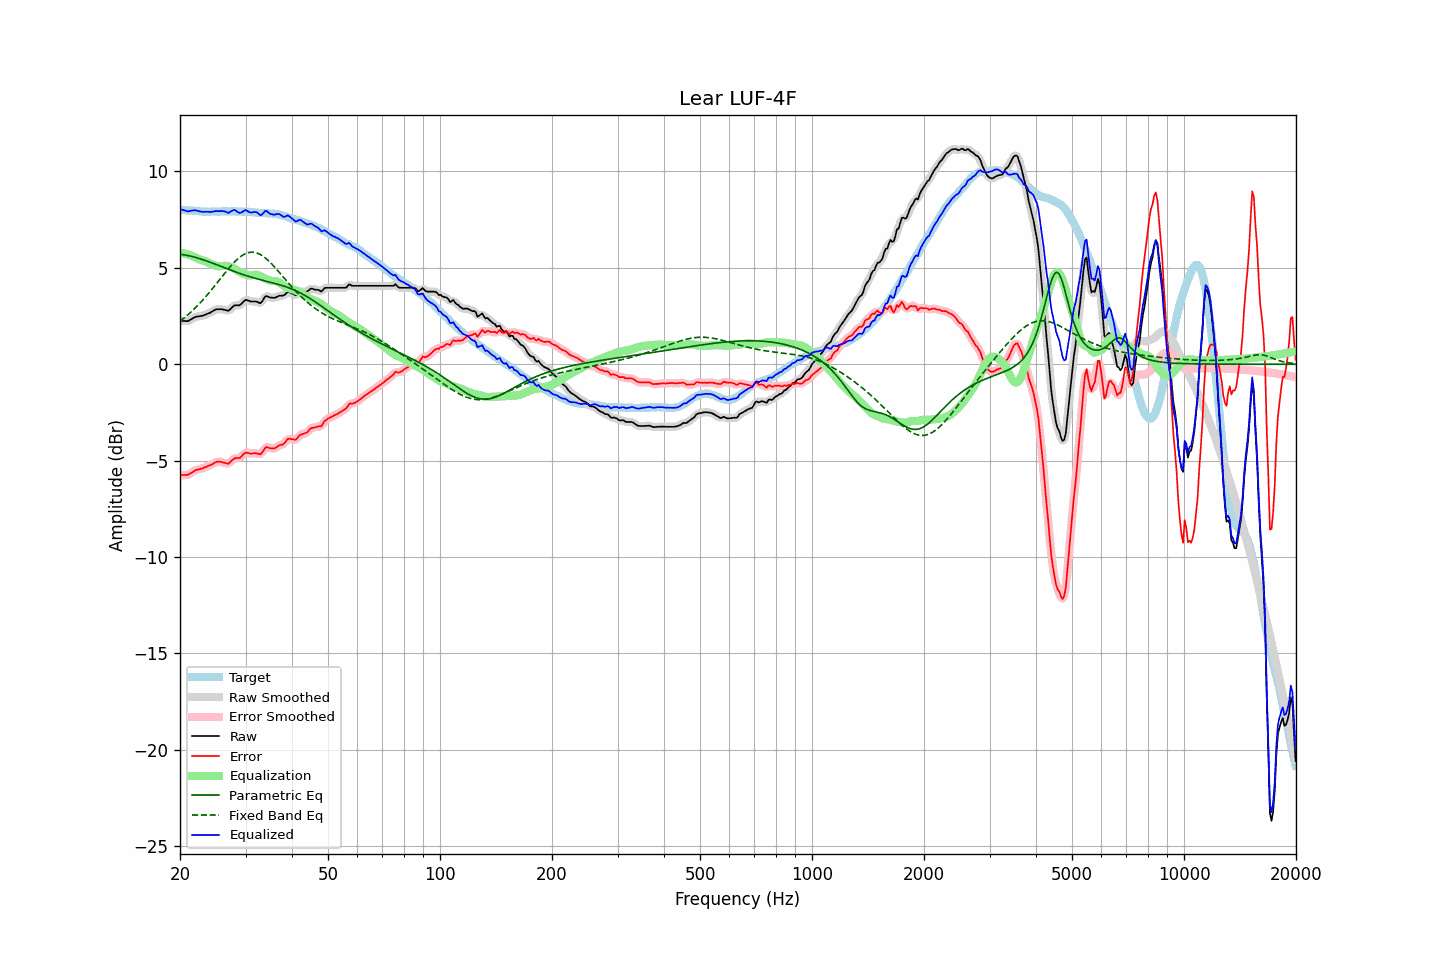 Lear LUF-4F
Amplitude (dBr)
10
5
0
−5
−10
−15
−20
−25
Target
Raw Smoothed
Error Smoothed
Raw
Error
Equalization
Parametric Eq
Fixed Band Eq
Equalized
20 50 100 200 500 1000 2000 5000 10000 20000
Frequency (Hz)